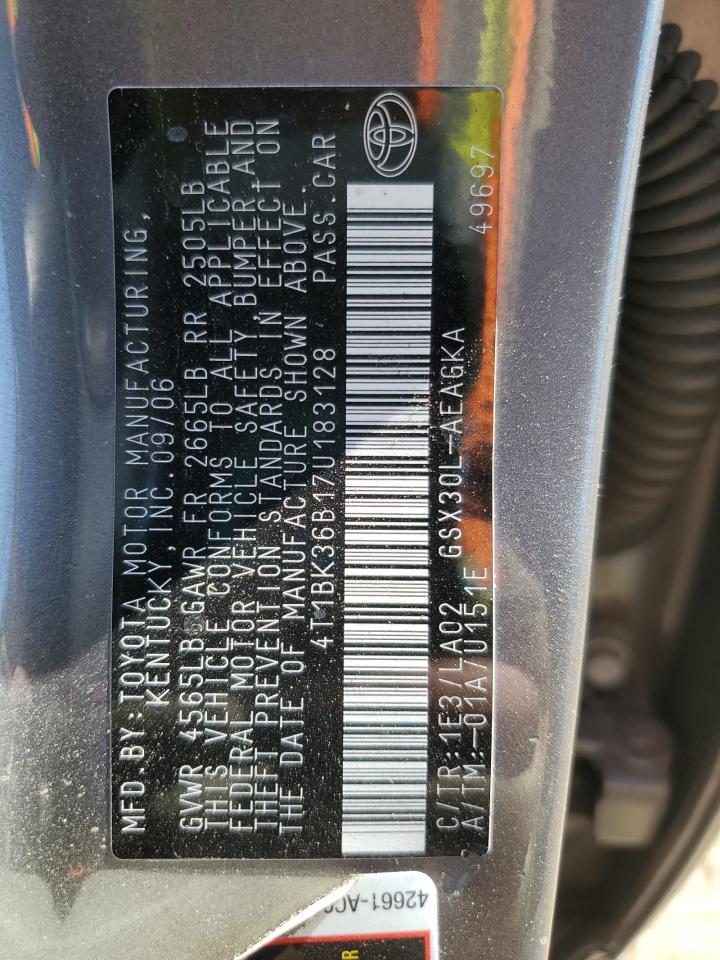 MFD.BY:TOYOTA MOTOR MANUFACTURING,
KENTUCKY, INC. 09/06
GVWR 4565LB GAWR FR 2665LB RR 2505LB
THIS VEHICLE CONFORMS TO ALL APPLICABLE
FEDERAL MOTOR VEHICLE SAFETY, BUMPER, AND
THEFT PREVENTION STANDARDS IN EFFECT ON
THE DATE OF MANUFACTURE SHOWN ABOVE.
4T1BK36B17U183128 PASS.CAR
C/TR:1E3/LA02 GSX30L-AEAGKA
A/TM:-01A/U151E 49697